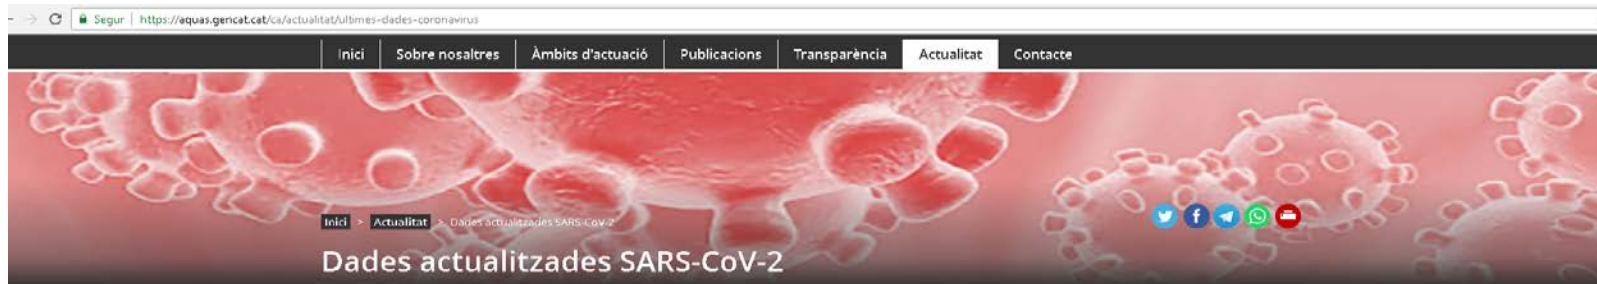 Segur | https://aquas.gencat.cat/ca/actualitat/ultimes-dades-coronavirus
Inici Sobre nosaltres Àmbits d'actuació Publicacions Transparència Actualitat Contacte
Inici > Actualitat > Dades actualitzades SARS-CoV-2
Dades actualitzades SARS-CoV-2